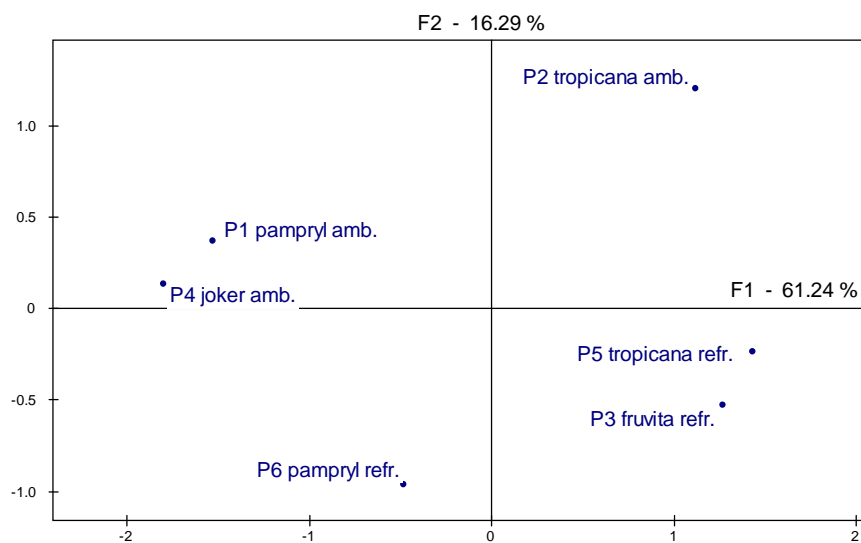 F2 - 16.29 %
P2 tropicana amb.
1.0
0.5
P1 pampryl amb.
P4 joker amb.
F1 - 61.24 %
0
P5 tropicana refr.
-0.5
P3 fruvita refr.
P6 pampryl refr.
-1.0
-2 -1 0 1 2